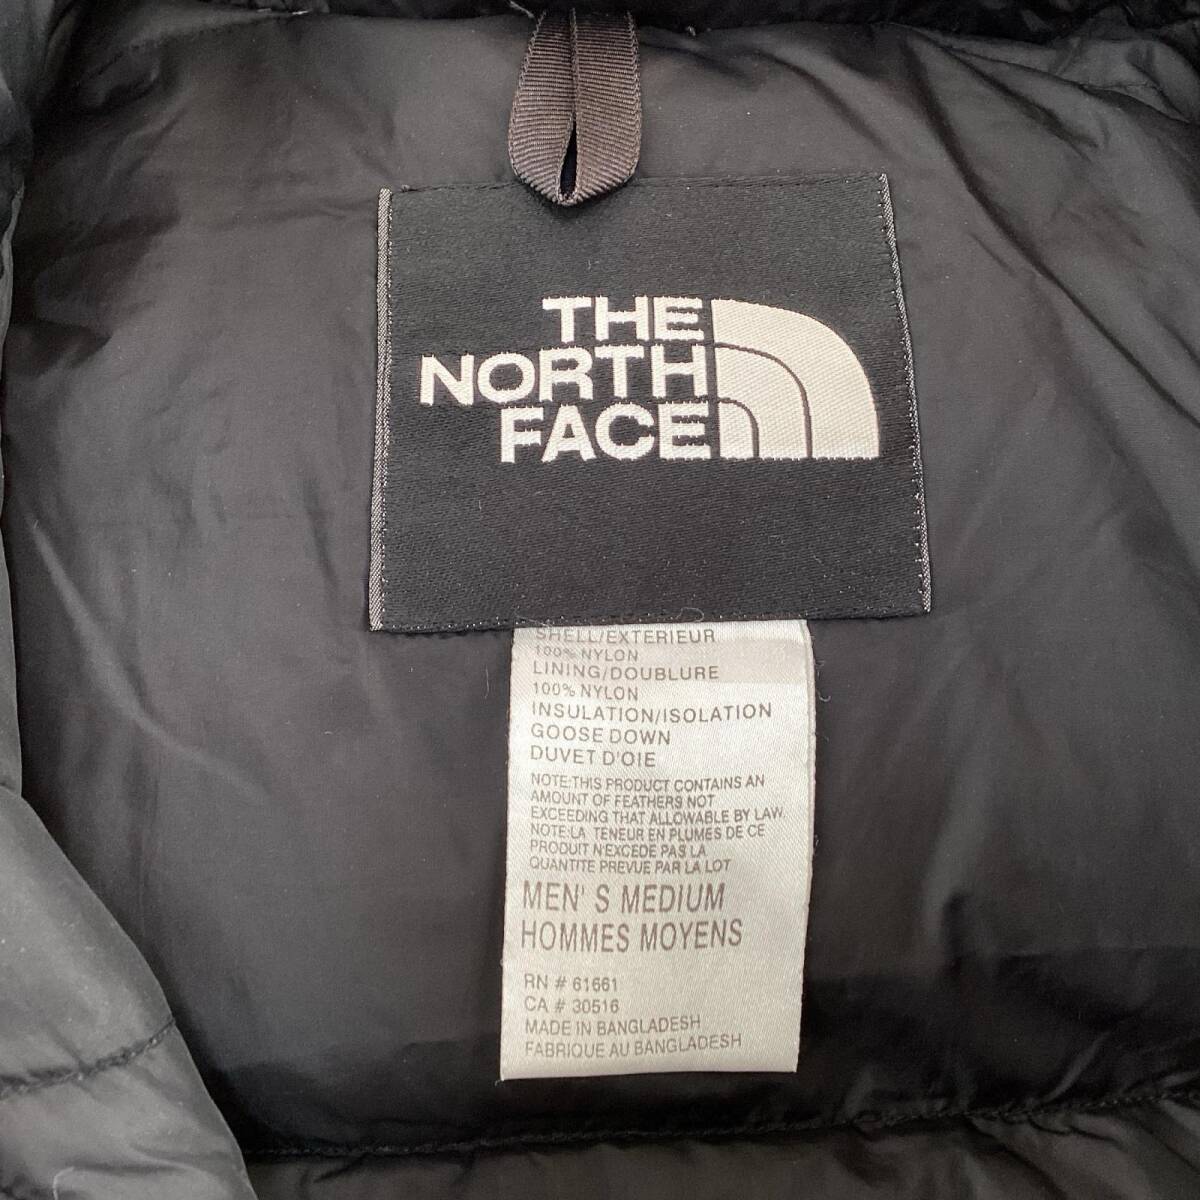 THE
NORTH
FACE
SHELL/EXTERIEUR
100% NYLON
LINING/DOUBLURE
100% NYLON
INSULATION/ISOLATION
GOOSE DOWN
DUVET D'OIE
NOTE:THIS PRODUCT CONTAINS AN
AMOUNT OF FEATHERS NOT
EXCEEDING THAT ALLOWABLE BY LAW.
NOTE:LA TENEUR EN PLUMES DE CE
PRODUIT N'EXCEDE PAS LA
QUANTITE PREVUE PAR LA LOT
MEN' S MEDIUM
HOMMES MOYENS
RN # 61661
CA # 30516
MADE IN BANGLADESH
FABRIQUE AU BANGLADESH